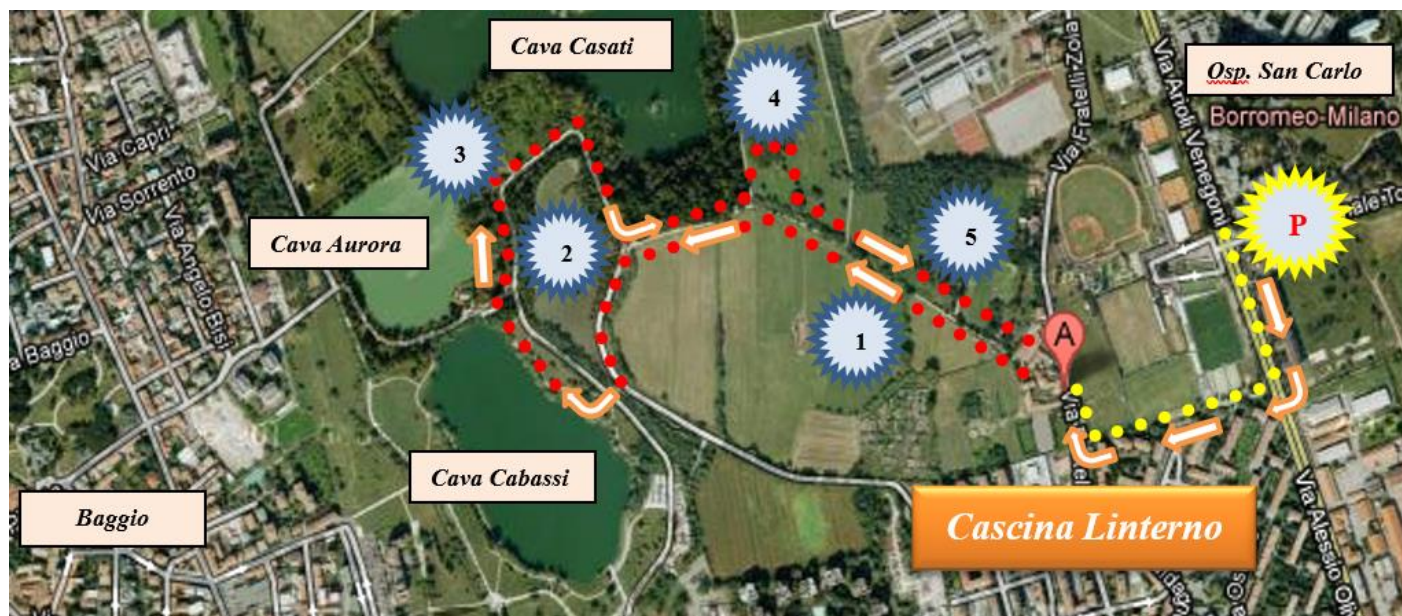 Cava Casati
Osp. San Carlo
Borromeo-Milano
4
3
P
Via Capri
Via Sorrento
Via Angelo Bisi
Via Fratelli Zoia
Via Arioli Venegoni
Cava Aurora
2
5
1
A
Baggio
Cava Cabassi
Baggio
Cascina Linterno
Via Alessio